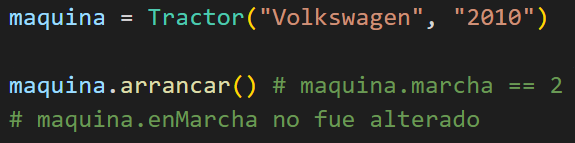 maquina = Tractor("Volkswagen", "2010")
maquina.arrancar() # maquina.marcha == 2
# maquina.enMarcha no fue alterado